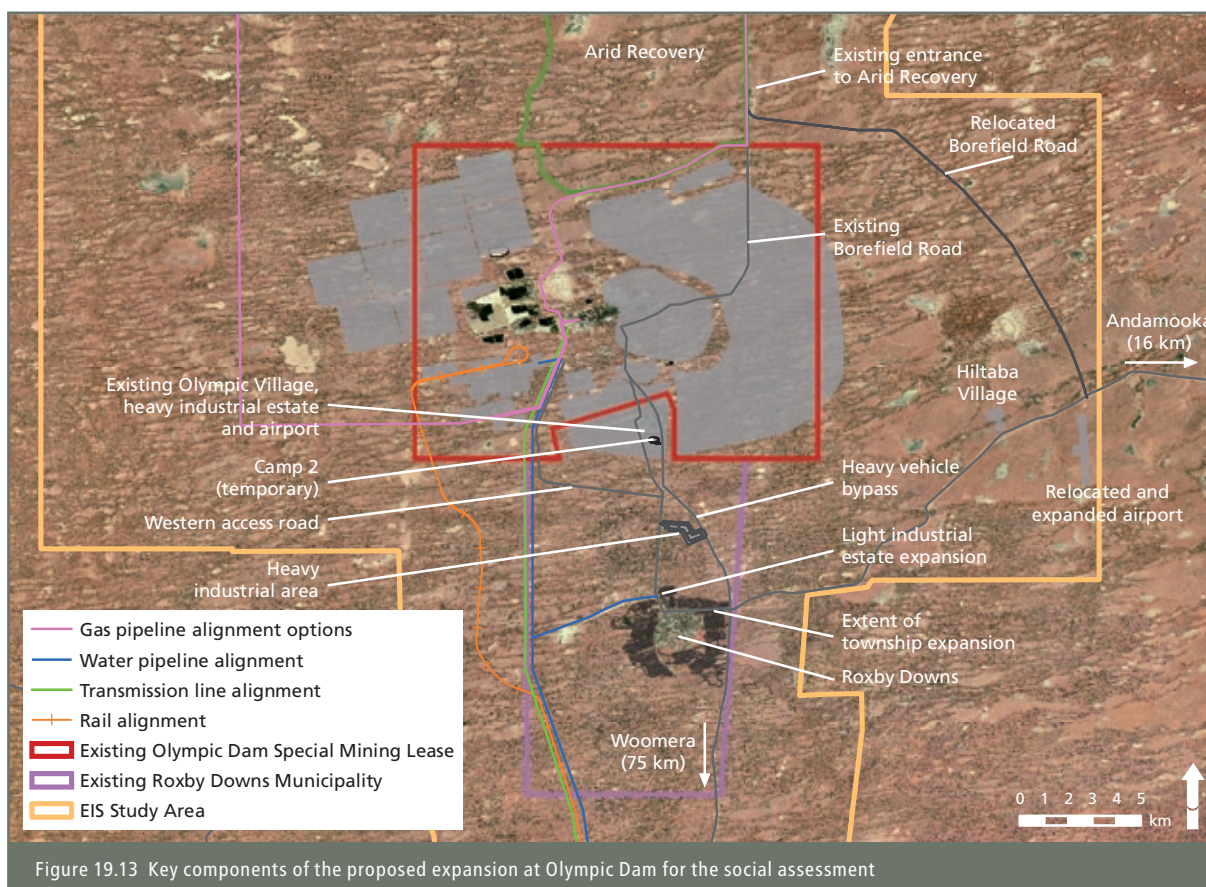 Arid Recovery
Existing entrance
to Arid Recovery
Relocated
Borefield Road
Existing
Borefield Road
Andamooka
(16 km)
Hiltaba
Village
Existing Olympic Village,
heavy industrial estate
and airport
Camp 2
(temporary)
Western access road
Heavy
industrial area
Heavy vehicle
bypass
Relocated and
expanded airport
Light industrial
estate expansion
Extent of
township expansion
Roxby Downs
Woomera
(75 km)
Gas pipeline alignment options
Water pipeline alignment
Transmission line alignment
Rail alignment
Existing Olympic Dam Special Mining Lease
Existing Roxby Downs Municipality
EIS Study Area
0 1 2 3 4 5
km
Figure 19.13 Key components of the proposed expansion at Olympic Dam for the social assessment